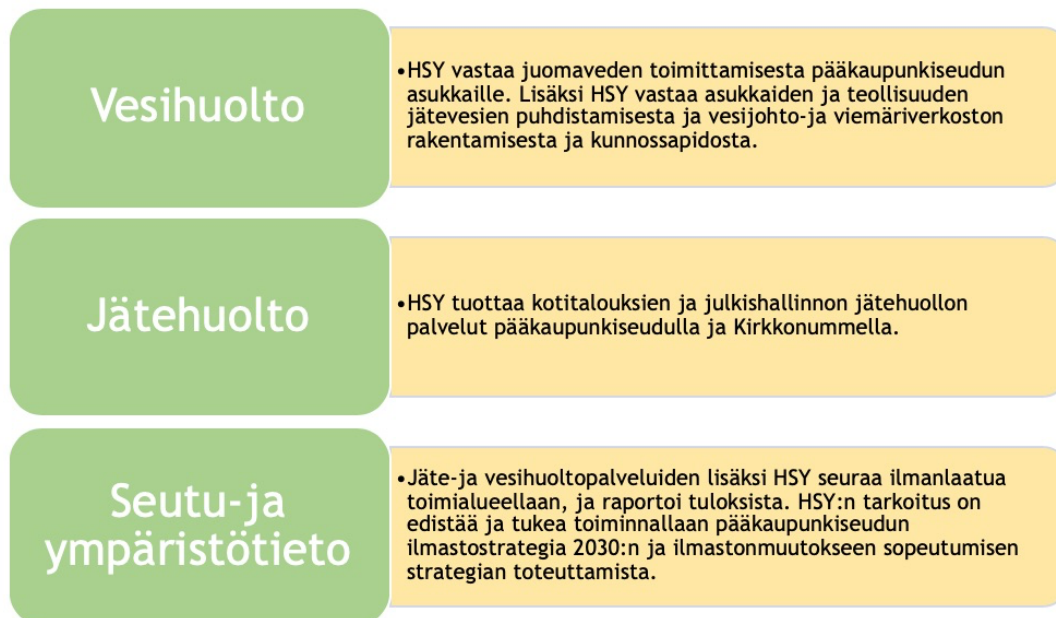 Vesihuolto
•HSY vastaa juomaveden toimittamisesta pääkaupunkiseudun
asukkaille. Lisäksi HSY vastaa asukkaiden ja teollisuuden
jätevesien puhdistamisesta ja vesijohto-ja viemäriverkoston
rakentamisesta ja kunnossapidosta.
Jätehuolto
•HSY tuottaa kotitalouksien ja julkishallinnon jätehuollon
palvelut pääkaupunkiseudulla ja Kirkkonummella.
Seutu-ja
ympäristötieto
•Jäte-ja vesihuoltopalveluiden lisäksi HSY seuraa ilmanlaatua
toimialueellaan, ja raportoi tuloksista. HSY:n tarkoitus on
edistää ja tukea toiminnallaan pääkaupunkiseudun
ilmastostrategia 2030:n ja ilmastonmuutokseen sopeutumisen
strategian toteuttamista.